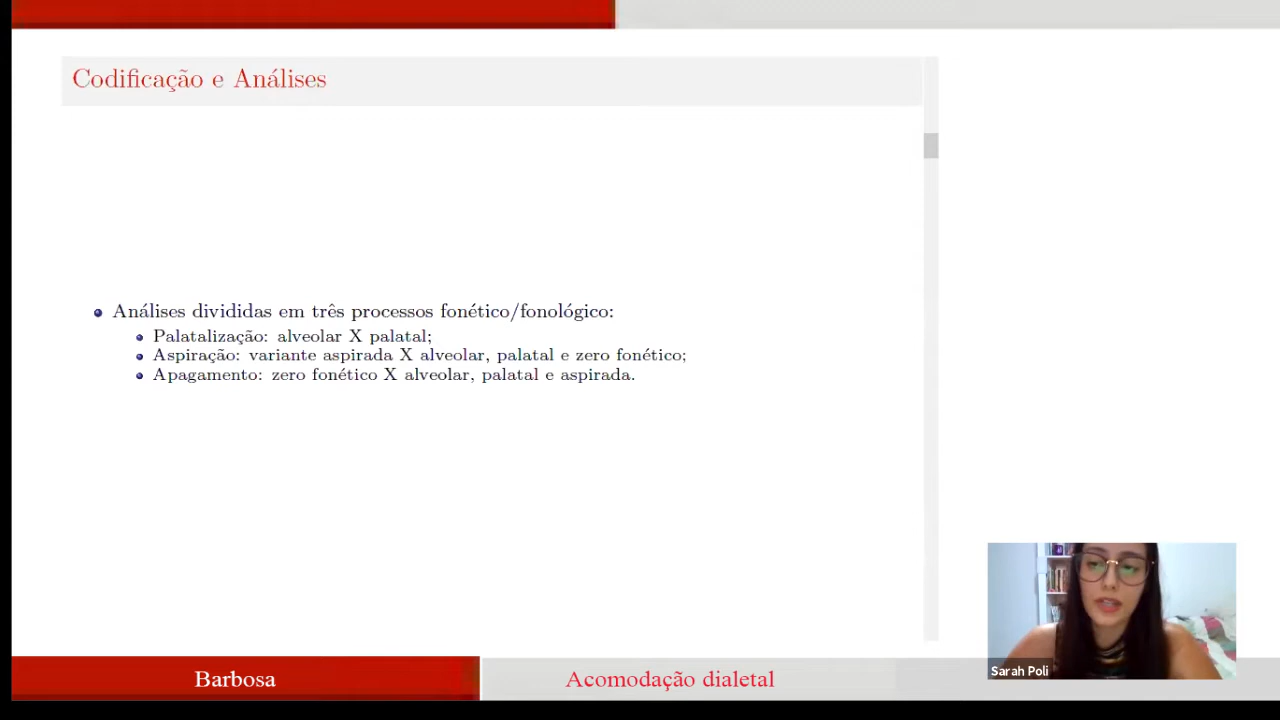 Codificação e Análises
Análises divididas em três processos fonético/fonológico:
Palatalização: alveolar X palatal;
Aspiração: variante aspirada X alveolar, palatal e zero fonético;
Apagamento: zero fonético X alveolar, palatal e aspirada.
Sarah Poli
Barbosa
Acomodação dialetal